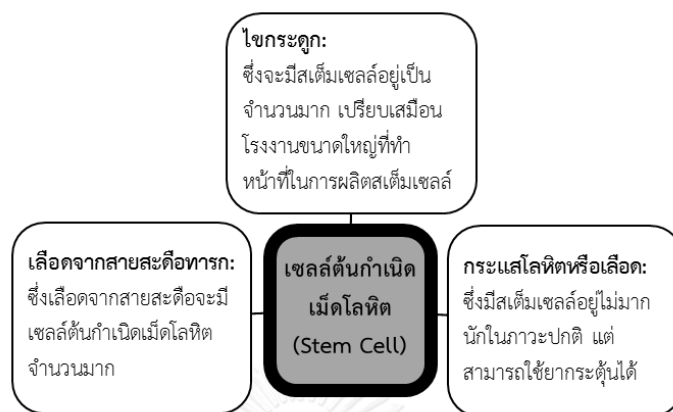 ไขกระดูก:
ซึ่งจะมีสเต็มเซลล์อยู่เป็น
จำนวนมาก เปรียบเสมือน
โรงงานขนาดใหญ่ที่ทำ
หน้าที่ในการผลิตสเต็มเซลล์
เลือดจากสายสะดือทารก:
ซึ่งเลือดจากสายสะดือจะมี
เซลล์ต้นกำเนิดเม็ดโลหิต
จำนวนมาก
เซลล์ต้นกำเนิด
เม็ดโลหิต
(Stem Cell)
กระแสโลหิตหรือเลือด:
ซึ่งมีสเต็มเซลล์อยู่ไม่มาก
นักในภาวะปกติ แต่
สามารถใช้ยากระตุ้นได้